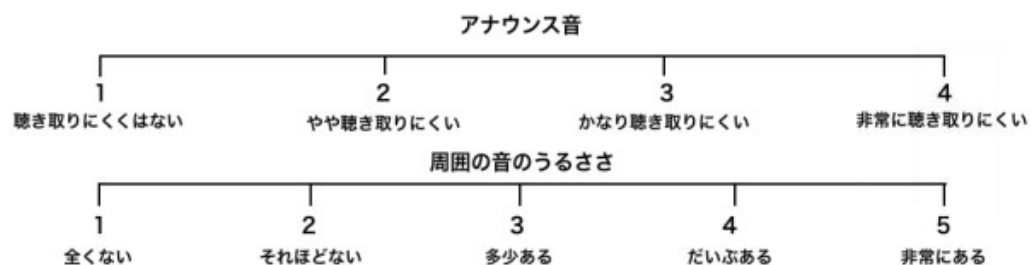 アナウンス音
1 2 3 4
聴き取りにくくはない やや聴き取りにくい かなり聴き取りにくい 非常に聴き取りにくい
周囲の音のうるささ
1 2 3 4 5
全くない それほどない 多少ある だいぶある 非常にある